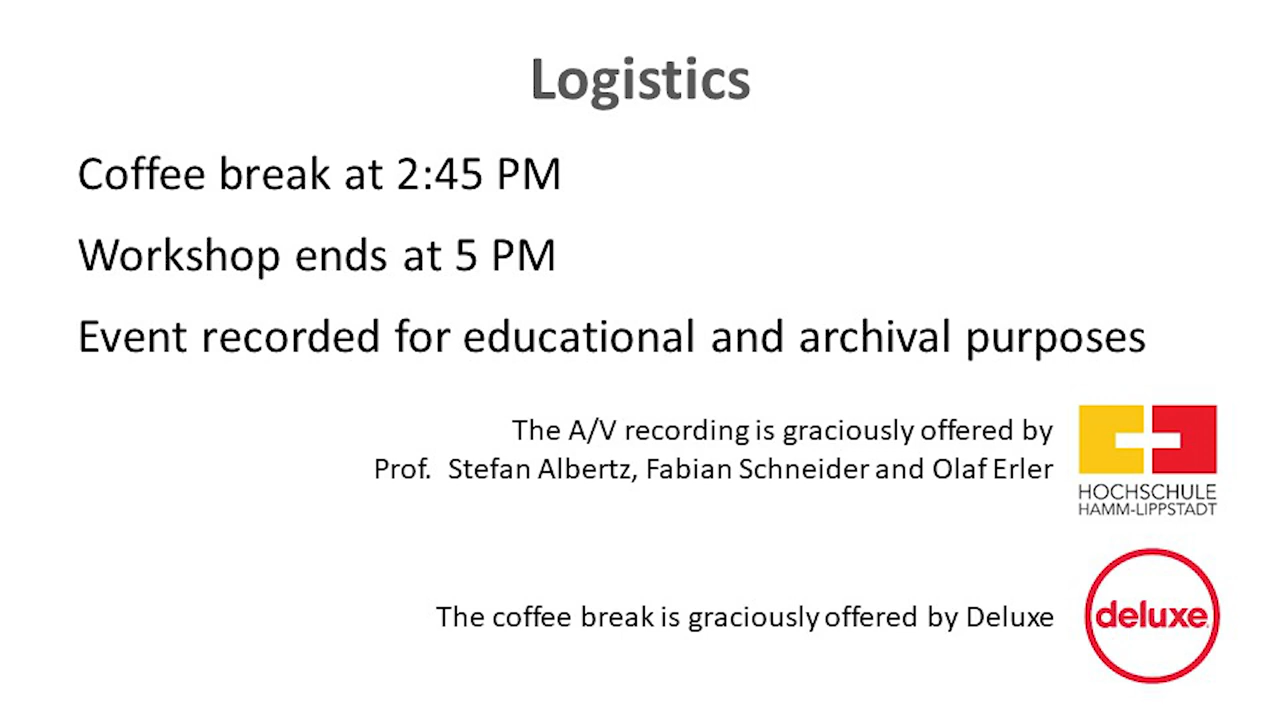 Logistics
Coffee break at 2:45 PM
Workshop ends at 5 PM
Event recorded for educational and archival purposes
The A/V recording is graciously offered by
Prof. Stefan Albertz, Fabian Schneider and Olaf Erler
HOCHSCHULE
HAMM-LIPPSTADT
The coffee break is graciously offered by Deluxe
deluxe